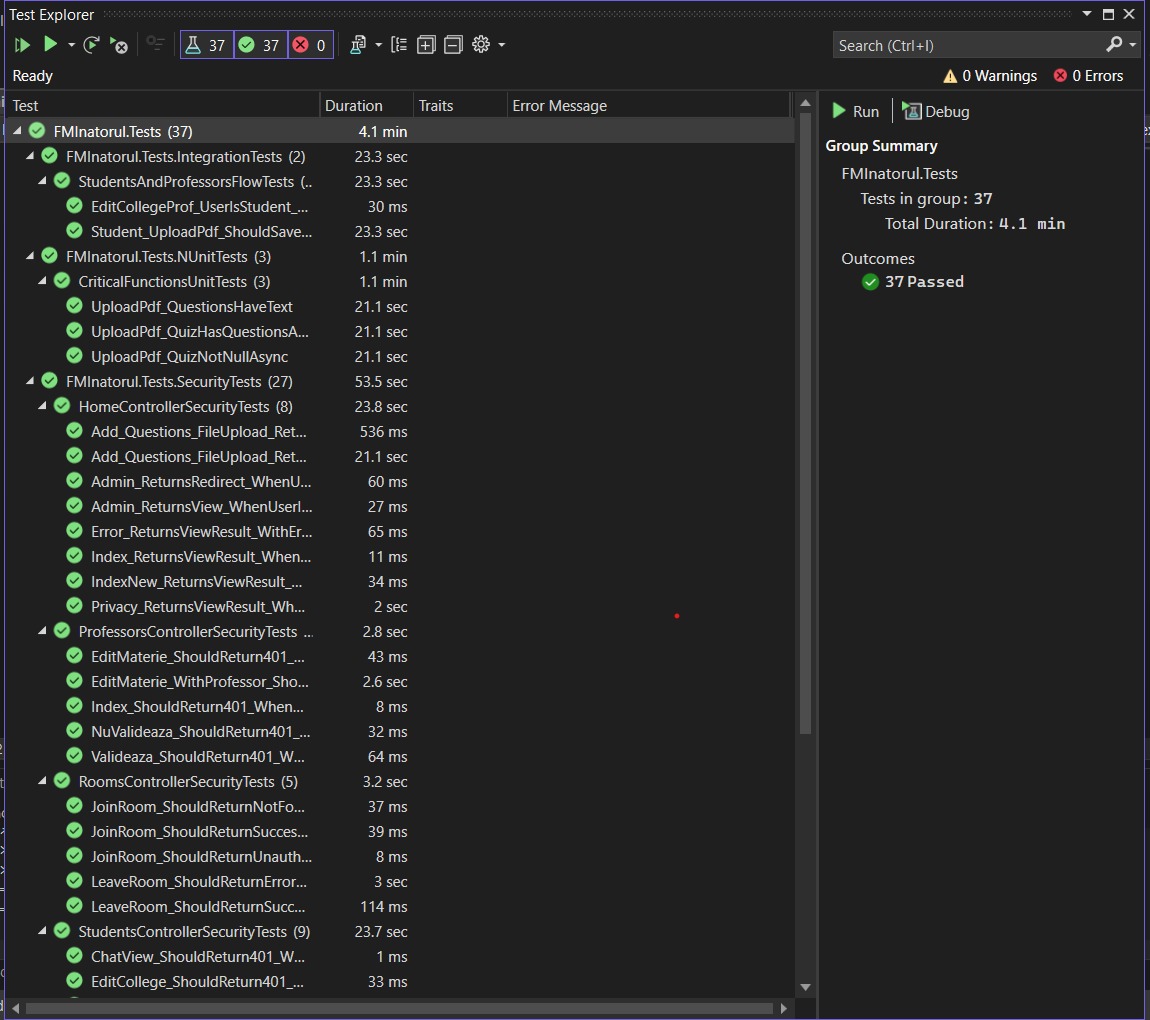 Test Explorer
37 37 0
Search (Ctrl+I)
Ready
0 Warnings 0 Errors
Test Duration Traits Error Message
FMInatorul.Tests (37) 4.1 min
FMInatorul.Tests.IntegrationTests (2) 23.3 sec
StudentsAndProfessorsFlowTests (.. 23.3 sec
EditCollegeProf_UserIsStudent_... 30 ms
Student_UploadPdf_ShouldSave... 23.3 sec
FMInatorul.Tests.NUnitTests (3) 1.1 min
CriticalFunctionsUnitTests (3) 1.1 min
UploadPdf_QuestionsHaveText 21.1 sec
UploadPdf_QuizHasQuestionsA... 21.1 sec
UploadPdf_QuizNotNullAsync 21.1 sec
FMInatorul.Tests.SecurityTests (27) 53.5 sec
HomeControllerSecurityTests (8) 23.8 sec
Add_Questions_FileUpload_Ret... 536 ms
Add_Questions_FileUpload_Ret... 21.1 sec
Admin_ReturnsRedirect_WhenU... 60 ms
Admin_ReturnsView_WhenUserI... 27 ms
Error_ReturnsViewResult_WithEr... 65 ms
Index_ReturnsViewResult_When... 11 ms
IndexNew_ReturnsViewResult_... 34 ms
Privacy_ReturnsViewResult_Wh... 2 sec
ProfessorsControllerSecurityTests ... 2.8 sec
EditMaterie_ShouldReturn401_... 43 ms
EditMaterie_WithProfessor_Sho... 2.6 sec
Index_ShouldReturn401_When... 8 ms
NuValideaza_ShouldReturn401_... 32 ms
Valideaza_ShouldReturn401_W... 64 ms
RoomsControllerSecurityTests (5) 3.2 sec
JoinRoom_ShouldReturnNotFo... 37 ms
JoinRoom_ShouldReturnSucces... 39 ms
JoinRoom_ShouldReturnUnauth... 8 ms
LeaveRoom_ShouldReturnError... 3 sec
LeaveRoom_ShouldReturnSucc... 114 ms
StudentsControllerSecurityTests (9) 23.7 sec
ChatView_ShouldReturn401_W... 1 ms
EditCollege_ShouldReturn401_... 33 ms
Run Debug
Group Summary
FMInatorul.Tests
Tests in group: 37
Total Duration: 4.1 min
Outcomes
37 Passed